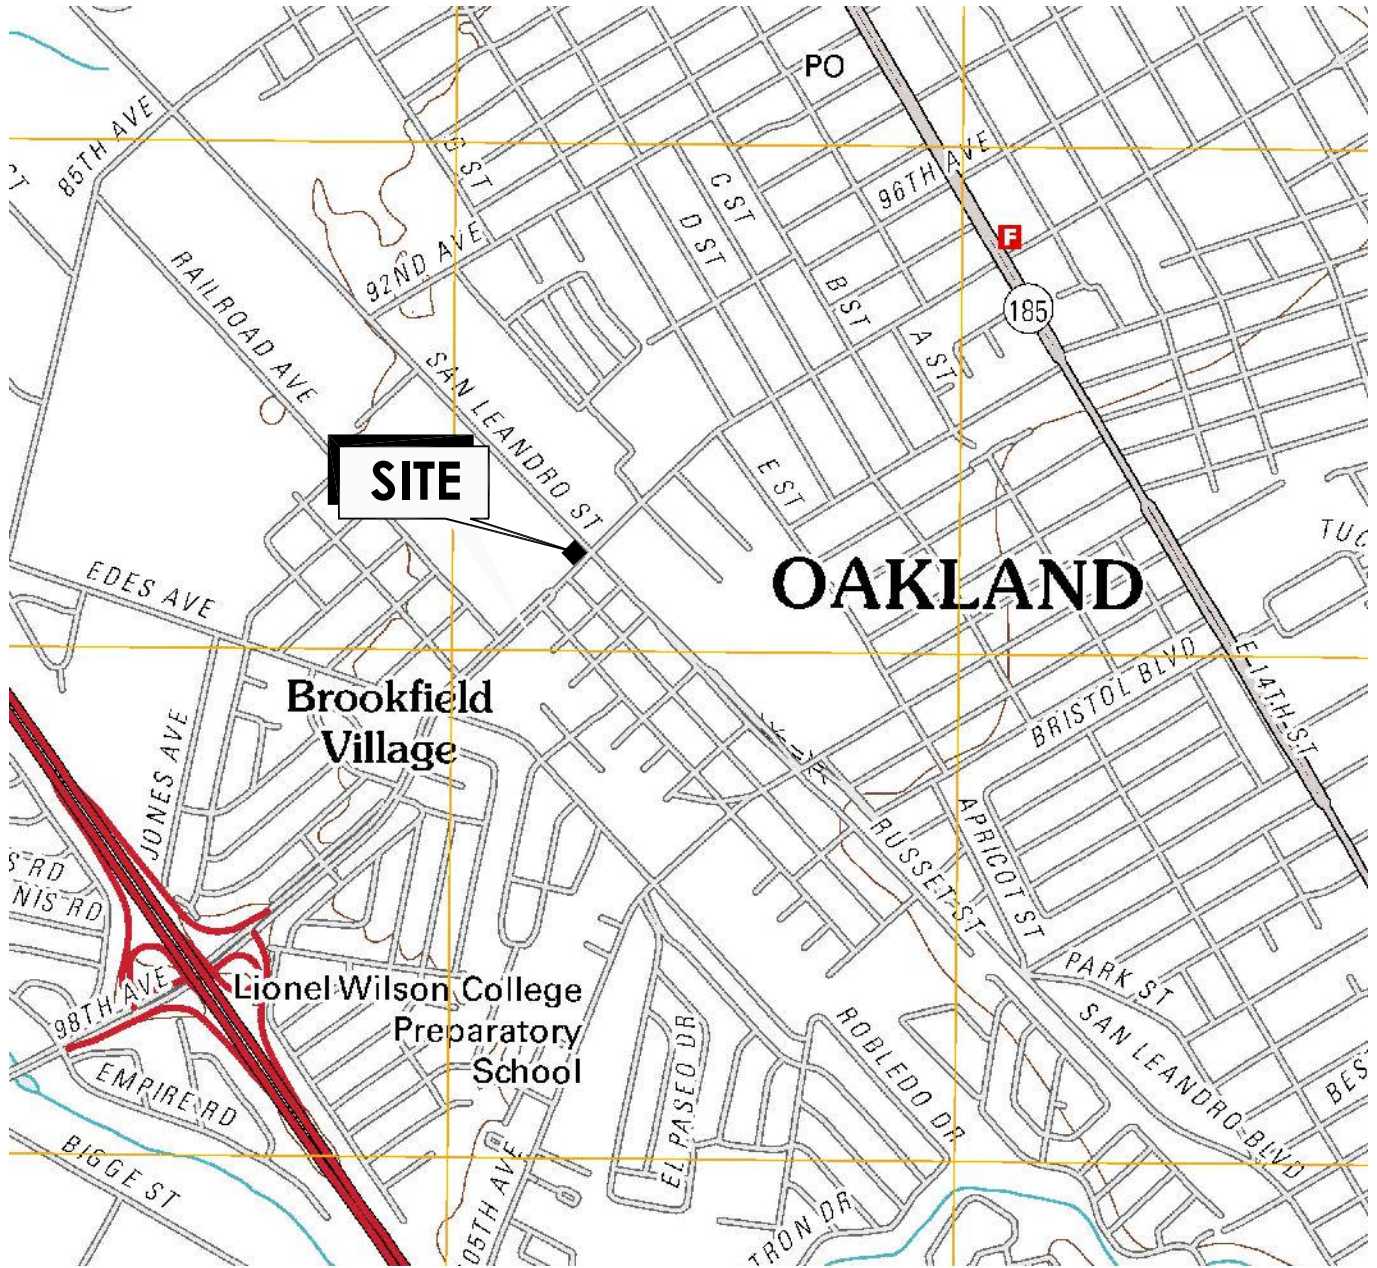 PO
85TH AVE
96TH AVE
G ST
C ST
D ST
F
92ND AVE
RAILROAD AVE
B ST
185
A ST
SAN LEANDRO ST
SITE
E ST
TUC
OAKLAND
EDES AVE
E 14TH ST
BRISTOL BLVD
Brookfield
Village
JONES AVE
APRICOT ST
RUSSET ST
S RD
NIS RD
PARK ST
98TH AVE
Lionel Wilson College
Preparatory
School
SAN LEANDRO BLVD
ROBLEDO DR
EL PASEO DR
EMPIRE RD
BES
BIGGE ST
05TH AVE
TRON DR